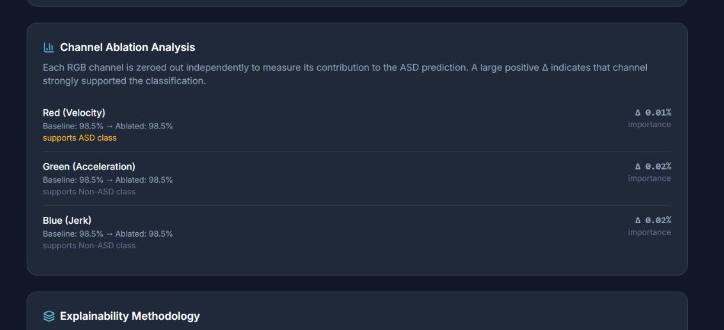 Channel Ablation Analysis
Each RGB channel is zeroed out independently to measure its contribution to the ASD prediction. A large positive Δ indicates that channel
strongly supported the classification.
Red (Velocity)
Δ 0.01%
Baseline: 98.5% → Ablated: 98.5%
importance
supports ASD class
Green (Acceleration)
Δ 0.02%
Baseline: 98.5% → Ablated: 98.5%
importance
supports Non-ASD class
Blue (Jerk)
Δ 0.02%
Baseline: 98.5% → Ablated: 98.5%
importance
supports Non-ASD class
Explainability Methodology